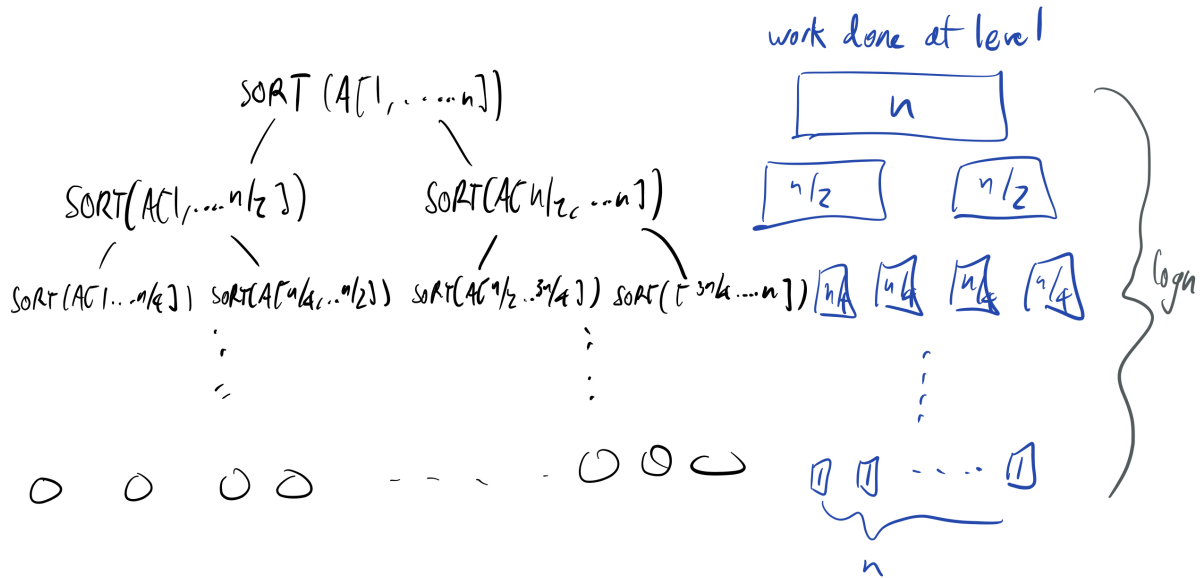 work done at level
SORT (A[1, .....n])
n
SORT(A[1,....n/2])
SORT(A[n/2, ...n])
n/2
n/2
SORT(A[1...n/4])
SORT(A[n/4,..n/2])
SORT(A[n/2..3n/4])
SORT([3n/4....n])
n/4
n/4
n/4
n/4
logn
1
1
....
1
n